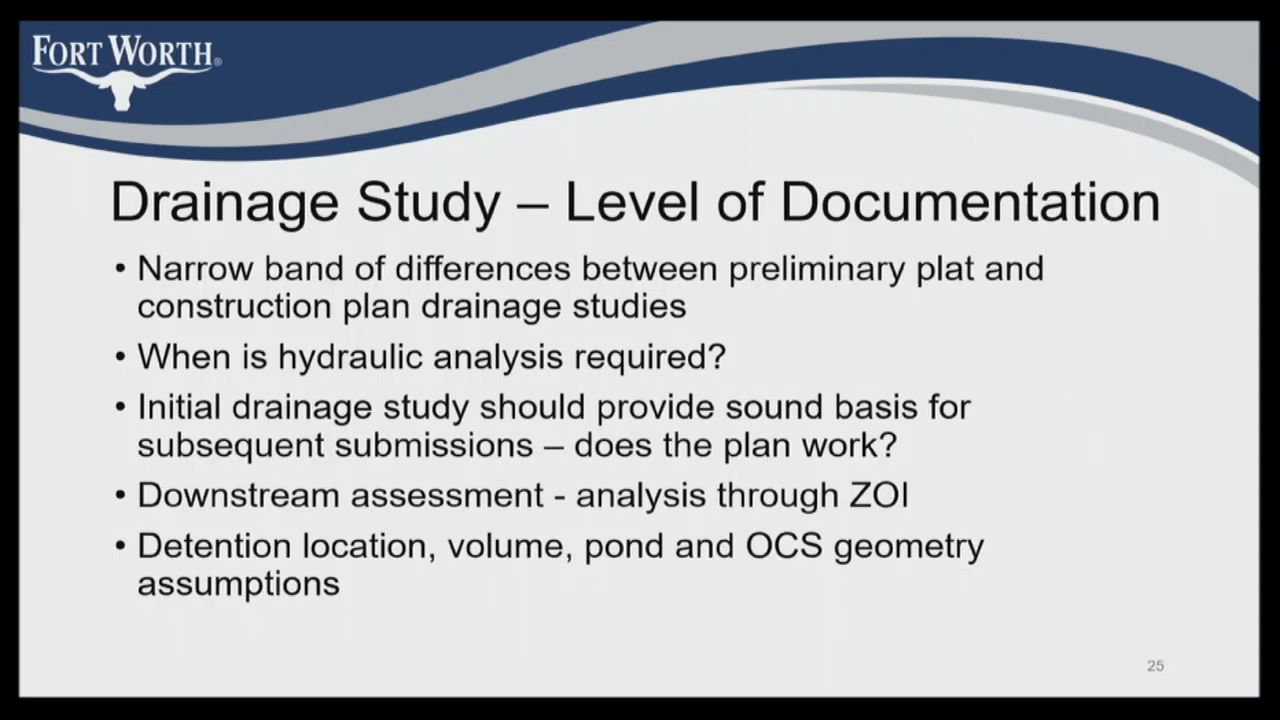 FORT WORTH®
Drainage Study – Level of Documentation
• Narrow band of differences between preliminary plat and
construction plan drainage studies
• When is hydraulic analysis required?
• Initial drainage study should provide sound basis for
subsequent submissions – does the plan work?
• Downstream assessment - analysis through ZOI
• Detention location, volume, pond and OCS geometry
assumptions
25